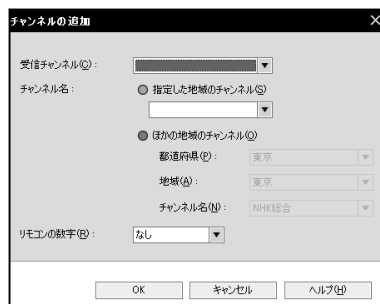 チャンネルの追加
受信チャンネル(C):
チャンネル名:
指定した地域のチャンネル(S)
ほかの地域のチャンネル(O)
都道府県(P): 東京
地域(A): 東京
チャンネル名(N): NHK総合
リモコンの数字(R): なし
OK キャンセル ヘルプ(H)